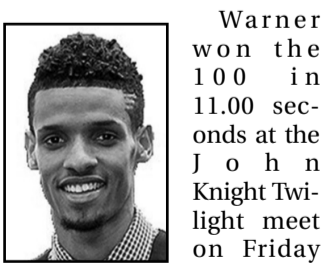 Warner
won the
100 in
11.00 sec-
onds at the
John
Knight Twi-
light meet
on Friday